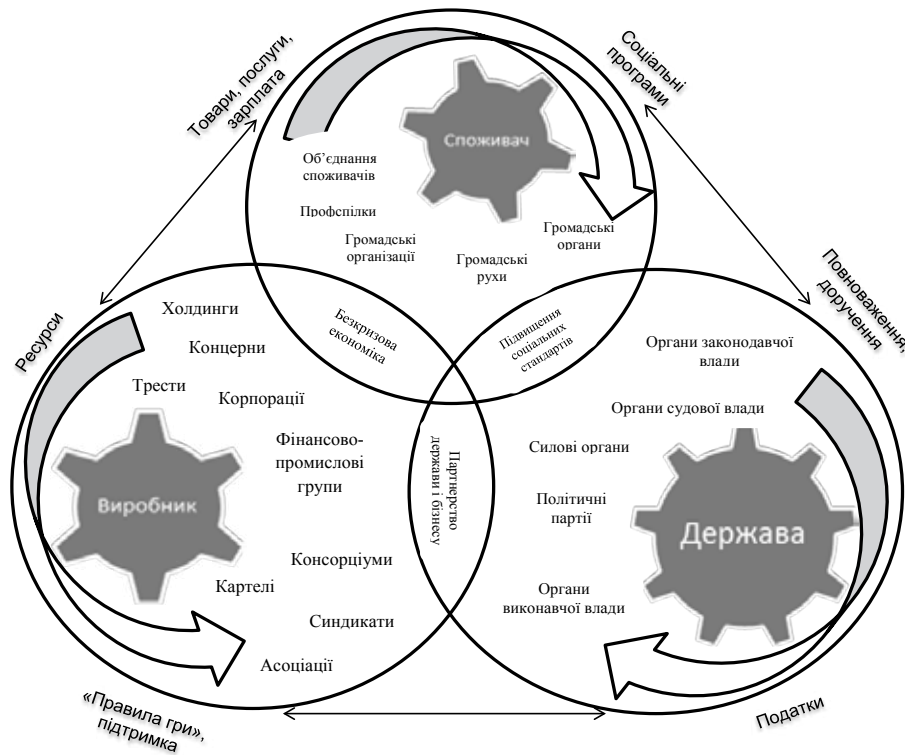 Товари, послуги,
зарплата
Соціальні
програми
Споживач
Об’єднання
споживачів
Профспілки
Громадські
організації
Громадські
рухи
Громадські
органи
Ресурси
Повноваження,
доручення
Безкризова
економіка
Підвищення
соціальних
стандартів
Партнерство
держави і бізнесу
Холдинги
Концерни
Трести
Корпорації
Фінансово-
промислові
групи
Виробник
Консорціуми
Картелі
Синдикати
Асоціації
Органи законодавчої
влади
Органи судової влади
Силові органи
Політичні
партії
Держава
Органи
виконавчої влади
«Правила гри»,
підтримка
Податки